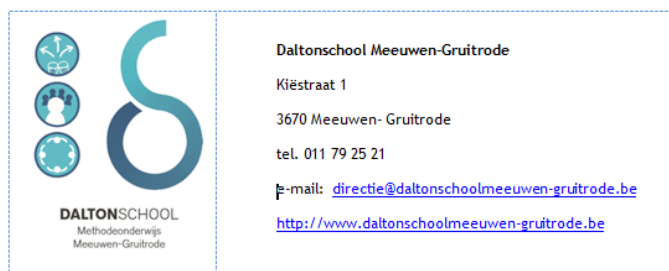 DALTONSCHOOL
Methodeonderwijs
Meeuwen-Gruitrode
Daltonschool Meeuwen-Gruitrode
Kiëstraat 1
3670 Meeuwen- Gruitrode
tel. 011 79 25 21
e-mail: directie@daltonschoolmeeuwen-gruitrode.be
http://www.daltonschoolmeeuwen-gruitrode.be